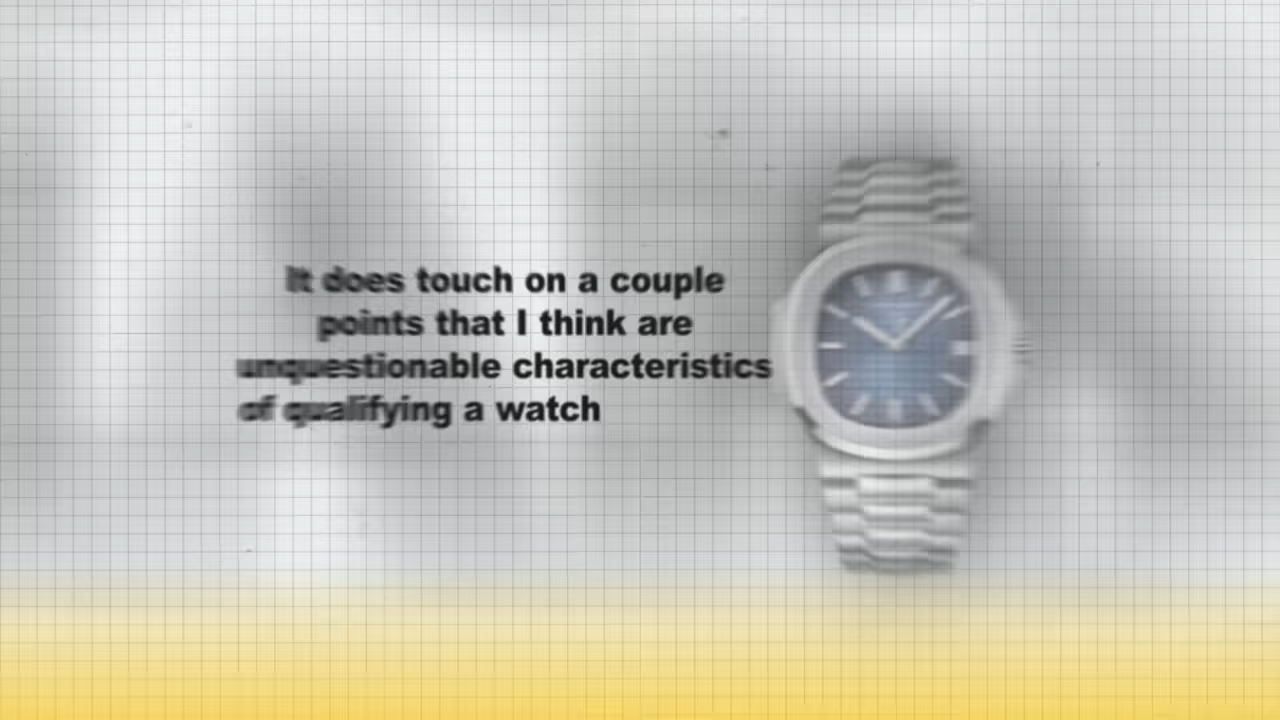 It does touch on a couple
points that I think are
unquestionable characteristics
of qualifying a watch